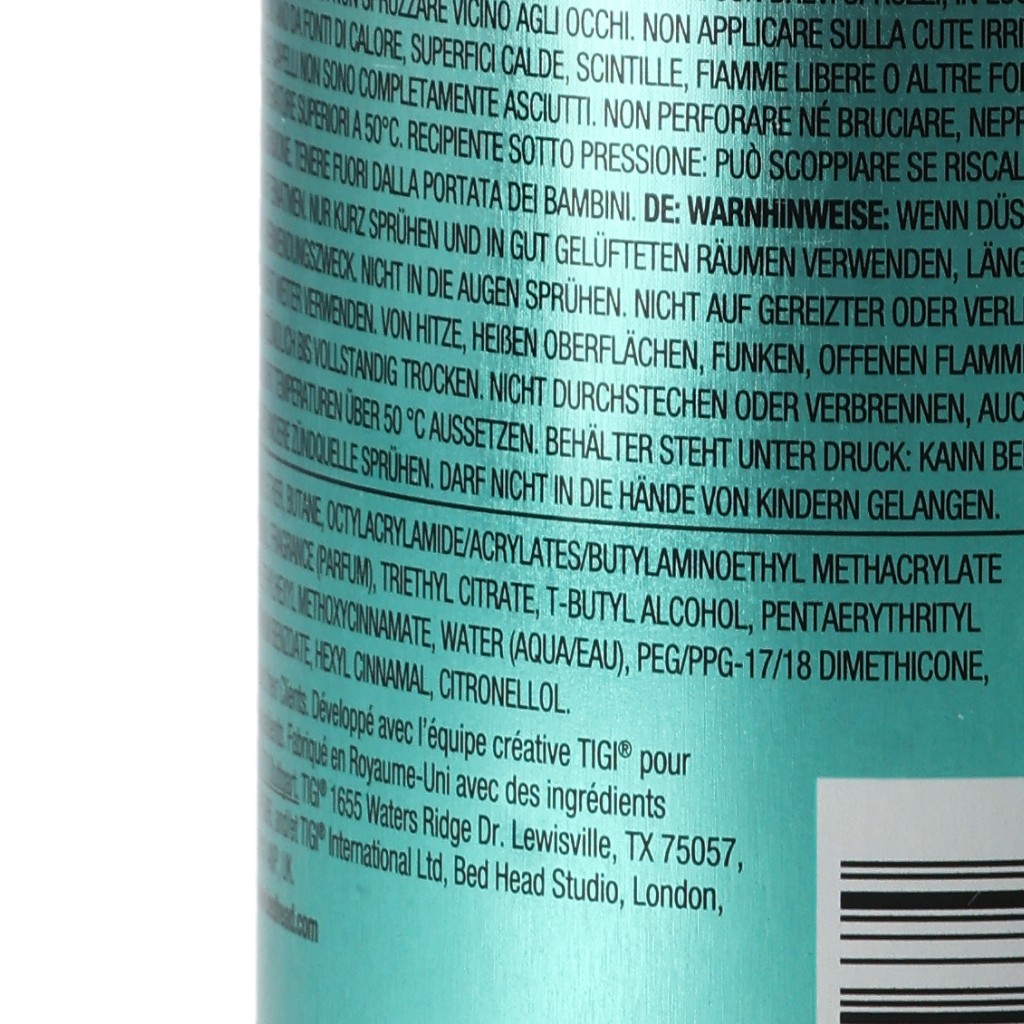 SPRUZZARE VICINO AGLI OCCHI. NON APPLICARE SULLA CUTE
DA FONTI DI CALORE, SUPERFICI CALDE, SCINTILLE, FIAMME LIBERE O ALTRE
CAPELLI NON SONO COMPLETAMENTE ASCIUTTI. NON PERFORARE NÉ BRUCIARE,
SUPERIORI A 50°C. RECIPIENTE SOTTO PRESSIONE: PUÒ SCOPPIARE SE
TENERE FUORI DALLA PORTATA DEI BAMBINI. DE: WARNHiNWEISE: WENN
NUR KURZ SPRÜHEN UND IN GUT GELÜFTETEN RÄUMEN VERWENDEN,
NICHT IN DIE AUGEN SPRÜHEN. NICHT AUF GEREIZTER ODER
WEITER VERWENDEN. VON HITZE, HEIßEN OBERFLÄCHEN, FUNKEN, OFFENEN
BIS VOLLSTANDIG TROCKEN. NICHT DURCHSTECHEN ODER VERBRENNEN,
TEMPERATUREN ÜBER 50 °C AUSSETZEN. BEHÄLTER STEHT UNTER DRUCK: KANN
ZÜNDQUELLE SPRÜHEN. DARF NICHT IN DIE HÄNDE VON KINDERN GELANGEN.
BUTANE, OCTYLACRYLAMIDE/ACRYLATES/BUTYLAMINOETHYL METHACRYLATE
FRAGRANCE (PARFUM), TRIETHYL CITRATE, T-BUTYL ALCOHOL, PENTAERYTHRITYL
METHOXYCINNAMATE, WATER (AQUA/EAU), PEG/PPG-17/18 DIMETHICONE,
HEXYL CINNAMAL, CITRONELLOL.
Clients. Développé avec l'équipe créative TIGI® pour
Fabriqué en Royaume-Uni avec des ingrédients
TIGI® 1655 Waters Ridge Dr. Lewisville, TX 75057,
TIGI® International Ltd, Bed Head Studio, London,
UK.